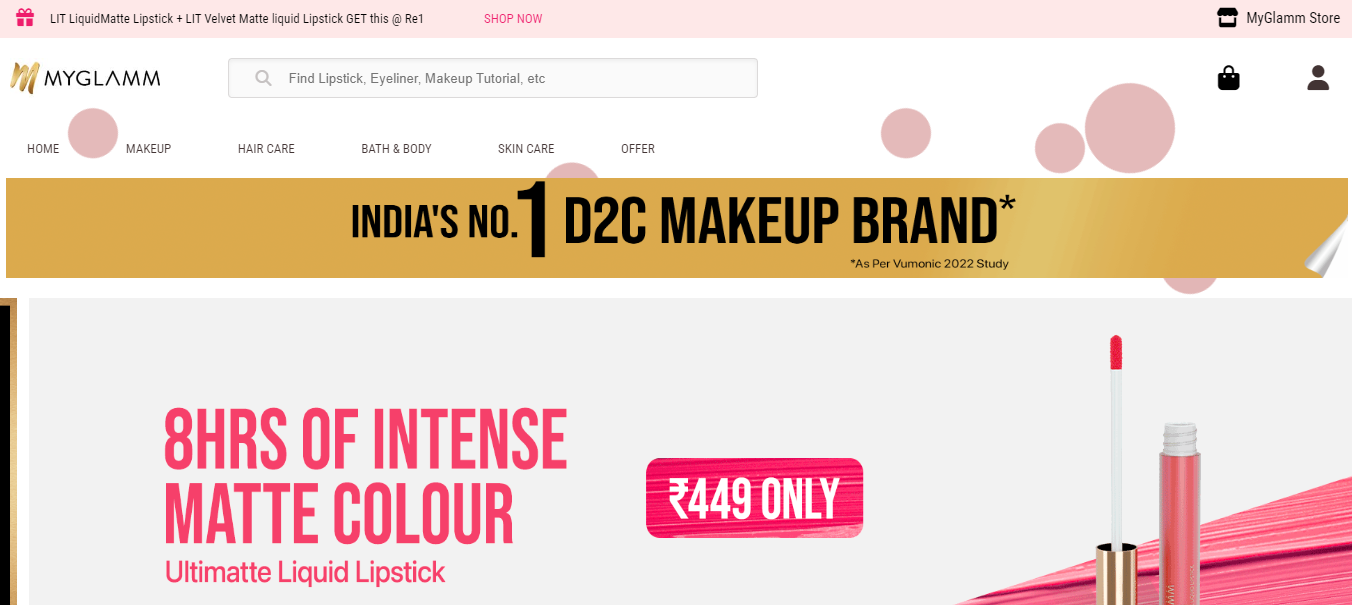 LIT LiquidMatte Lipstick + LIT Velvet Matte liquid Lipstick GET this @ Re1 SHOP NOW MyGlamm Store
MYGLAMM Find Lipstick, Eyeliner, Makeup Tutorial, etc
HOME MAKEUP HAIR CARE BATH & BODY SKIN CARE OFFER
INDIA'S NO.1 D2C MAKEUP BRAND*
*As Per Vumonic 2022 Study
8HRS OF INTENSE
MATTE COLOUR
Ultimatte Liquid Lipstick
₹449 ONLY